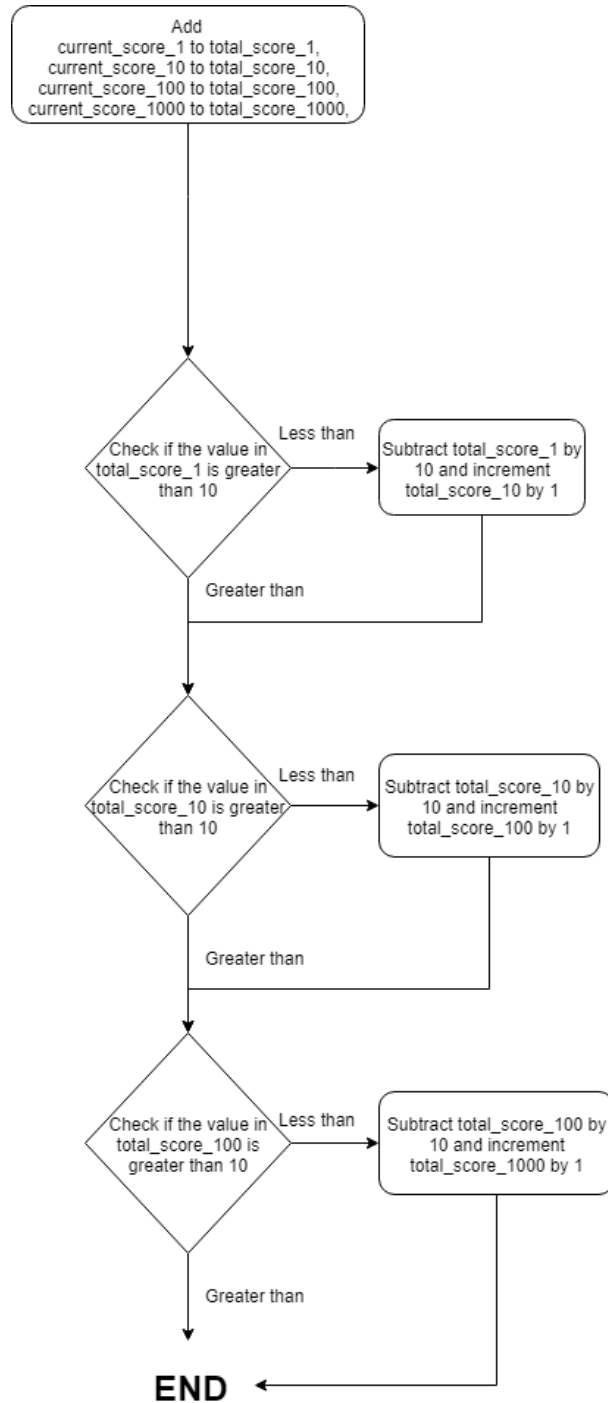 Add
current_score_1 to total_score_1,
current_score_10 to total_score_10,
current_score_100 to total_score_100,
current_score_1000 to total_score_1000,
Check if the value in
total_score_1 is greater
than 10
Less than
Subtract total_score_1 by
10 and increment
total_score_10 by 1
Greater than
Check if the value in
total_score_10 is greater
than 10
Less than
Subtract total_score_10 by
10 and increment
total_score_100 by 1
Greater than
Check if the value in
total_score_100 is
greater than 10
Less than
Subtract total_score_100 by
10 and increment
total_score_1000 by 1
Greater than
END